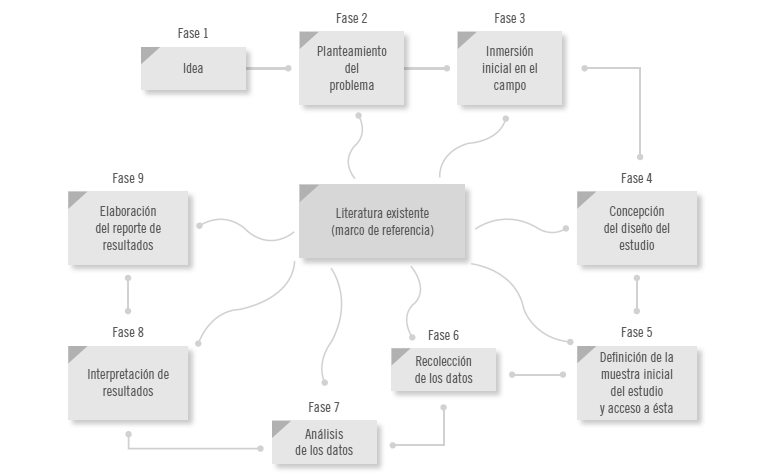 Fase 1
Idea
Fase 2
Planteamiento
del
problema
Fase 3
Inmersión
inicial en el
campo
Fase 4
Concepción
del diseño del
estudio
Fase 5
Definición de la
muestra inicial
del estudio
y acceso a ésta
Fase 6
Recolección
de los datos
Fase 7
Análisis
de los datos
Fase 8
Interpretación de
resultados
Fase 9
Elaboración
del reporte de
resultados
Literatura existente
(marco de referencia)